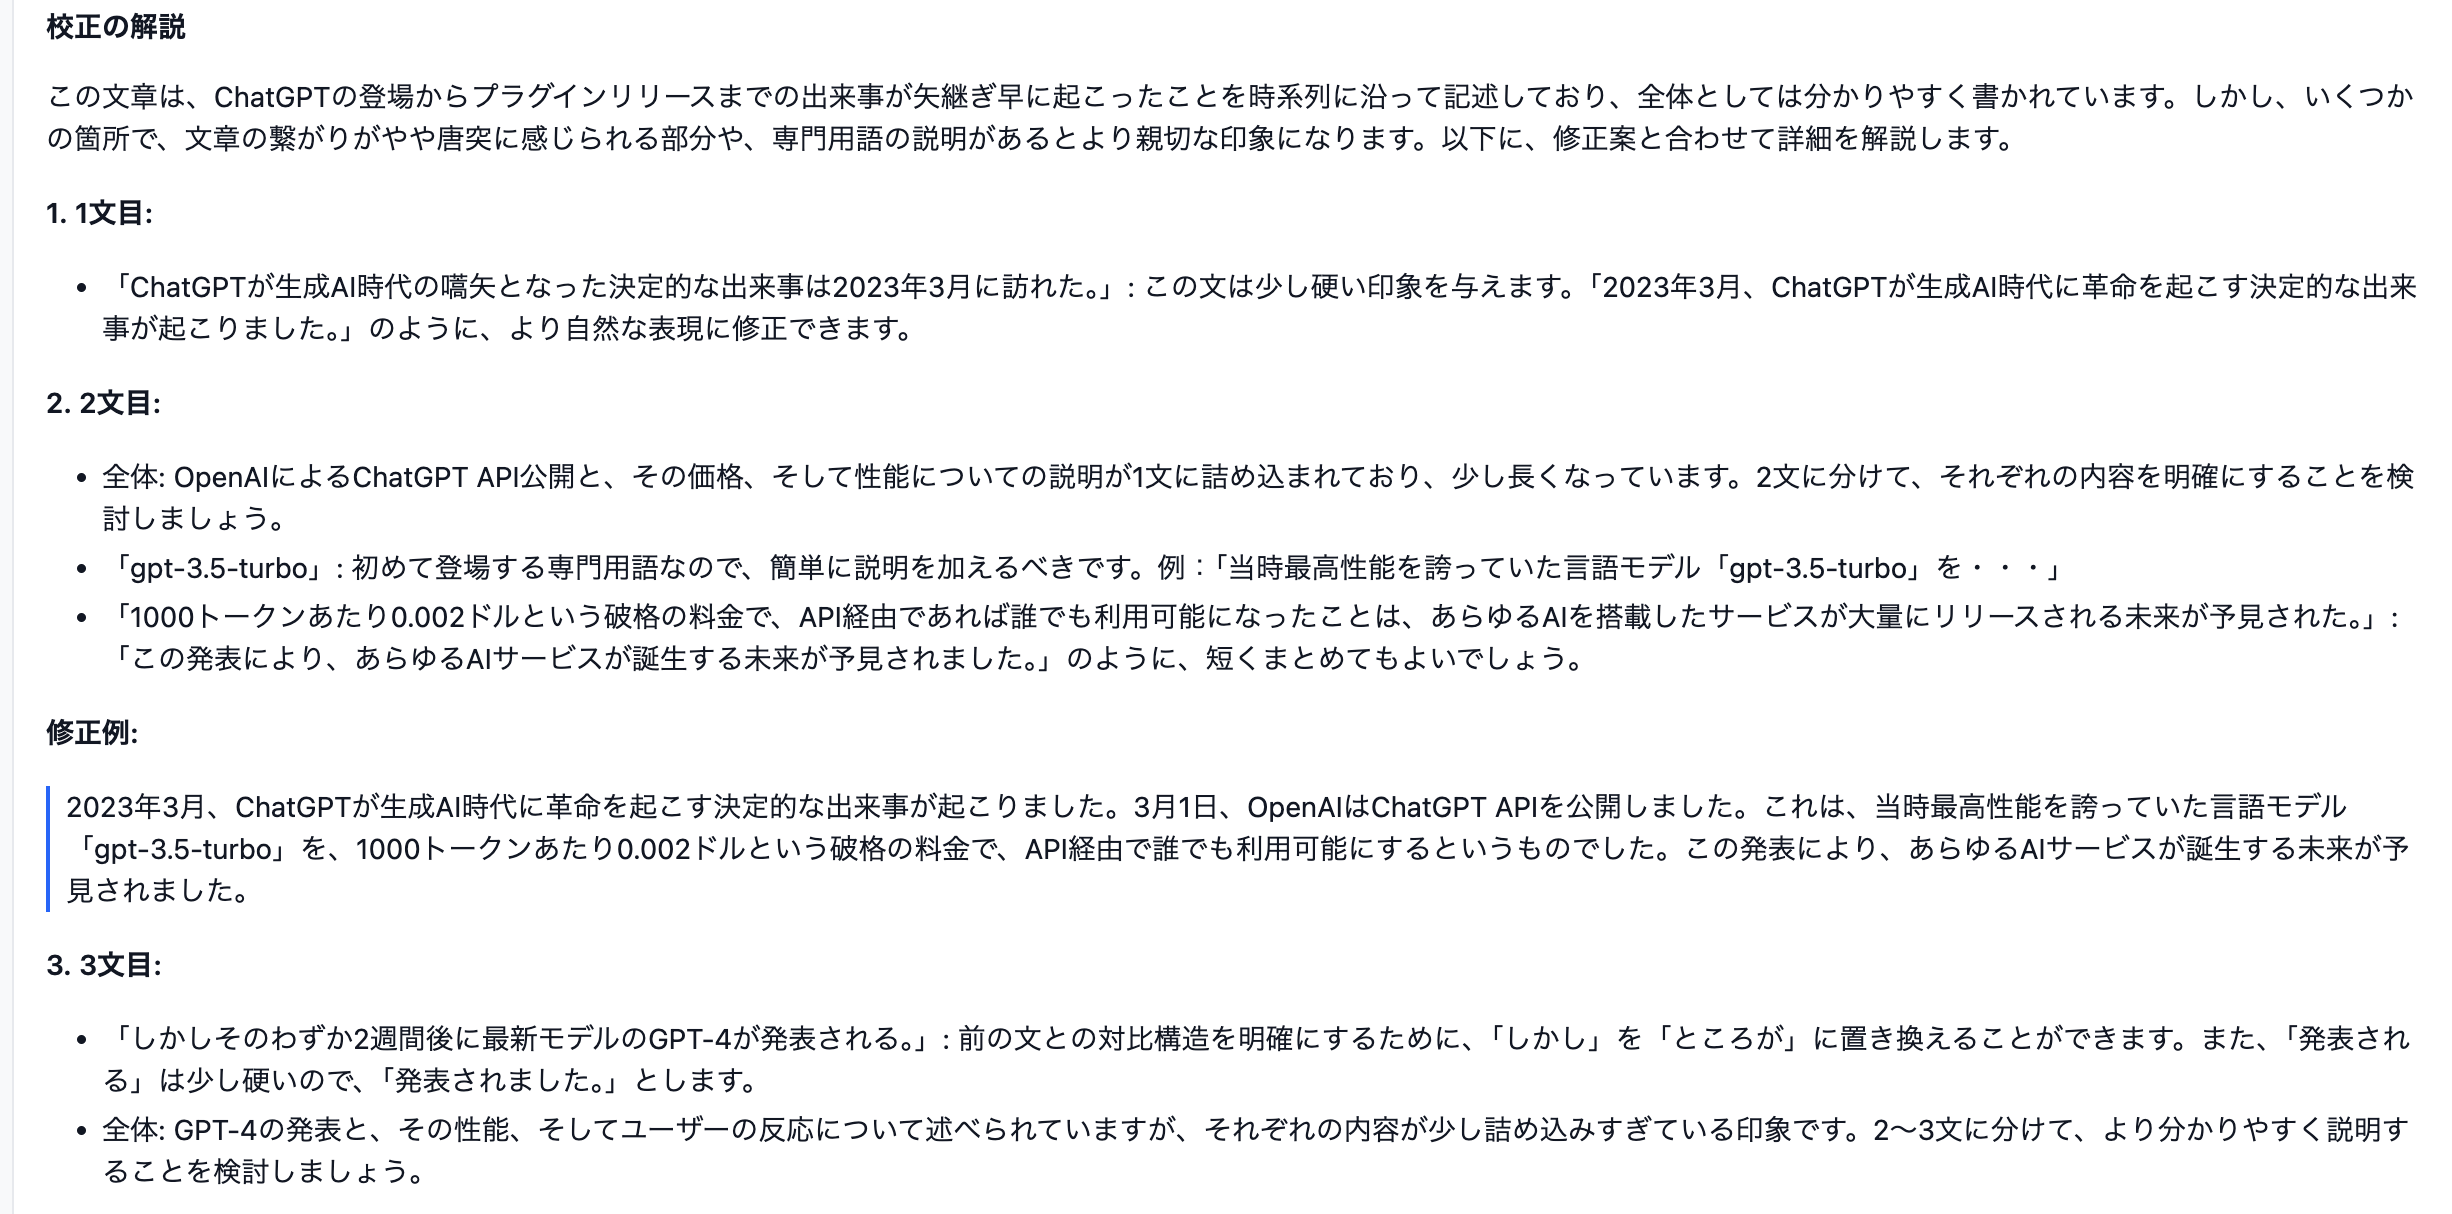 校正の解説
この文章は、ChatGPTの登場からプラグインリリースまでの出来事が矢継ぎ早に起こったことを時系列に沿って記述しており、全体としては分かりやすく書かれています。しかし、いくつか
の箇所で、文章の繋がりがやや唐突に感じられる部分や、専門用語の説明があるとより親切な印象になります。以下に、修正案と合わせて詳細を解説します。
1. 1文目:
• 「ChatGPTが生成AI時代の嚆矢となった決定的な出来事は2023年3月に訪れた。」: この文は少し硬い印象を与えます。「2023年3月、ChatGPTが生成AI時代に革命を起こす決定的な出来
事が起こりました。」のように、より自然な表現に修正できます。
2. 2文目:
• 全体: OpenAIによるChatGPT API公開と、その価格、そして性能についての説明が1文に詰め込まれており、少し長くなっています。2文に分けて、それぞれの内容を明確にすることを検
討しましょう。
• 「gpt-3.5-turbo」: 初めて登場する専門用語なので、簡単に説明を加えるべきです。例：「当時最高性能を誇っていた言語モデル「gpt-3.5-turbo」を・・・」
• 「1000トークンあたり0.002ドルという破格の料金で、API経由であれば誰でも利用可能になったことは、あらゆるAIを搭載したサービスが大量にリリースされる未来が予見された。」:
「この発表により、あらゆるAIサービスが誕生する未来が予見されました。」のように、短くまとめてもよいでしょう。
修正例:
2023年3月、ChatGPTが生成AI時代に革命を起こす決定的な出来事が起こりました。3月1日、OpenAIはChatGPT APIを公開しました。これは、当時最高性能を誇っていた言語モデル
「gpt-3.5-turbo」を、1000トークンあたり0.002ドルという破格の料金で、API経由で誰でも利用可能にするというものでした。この発表により、あらゆるAIサービスが誕生する未来が予
見されました。
3. 3文目:
• 「しかしそのわずか2週間後に最新モデルのGPT-4が発表される。」: 前の文との対比構造を明確にするために、「しかし」を「ところが」に置き換えることができます。また、「発表され
る」は少し硬いので、「発表されました。」とします。
• 全体: GPT-4の発表と、その性能、そしてユーザーの反応について述べられていますが、それぞれの内容が少し詰め込みすぎている印象です。2〜3文に分けて、より分かりやすく説明す
ることを検討しましょう。